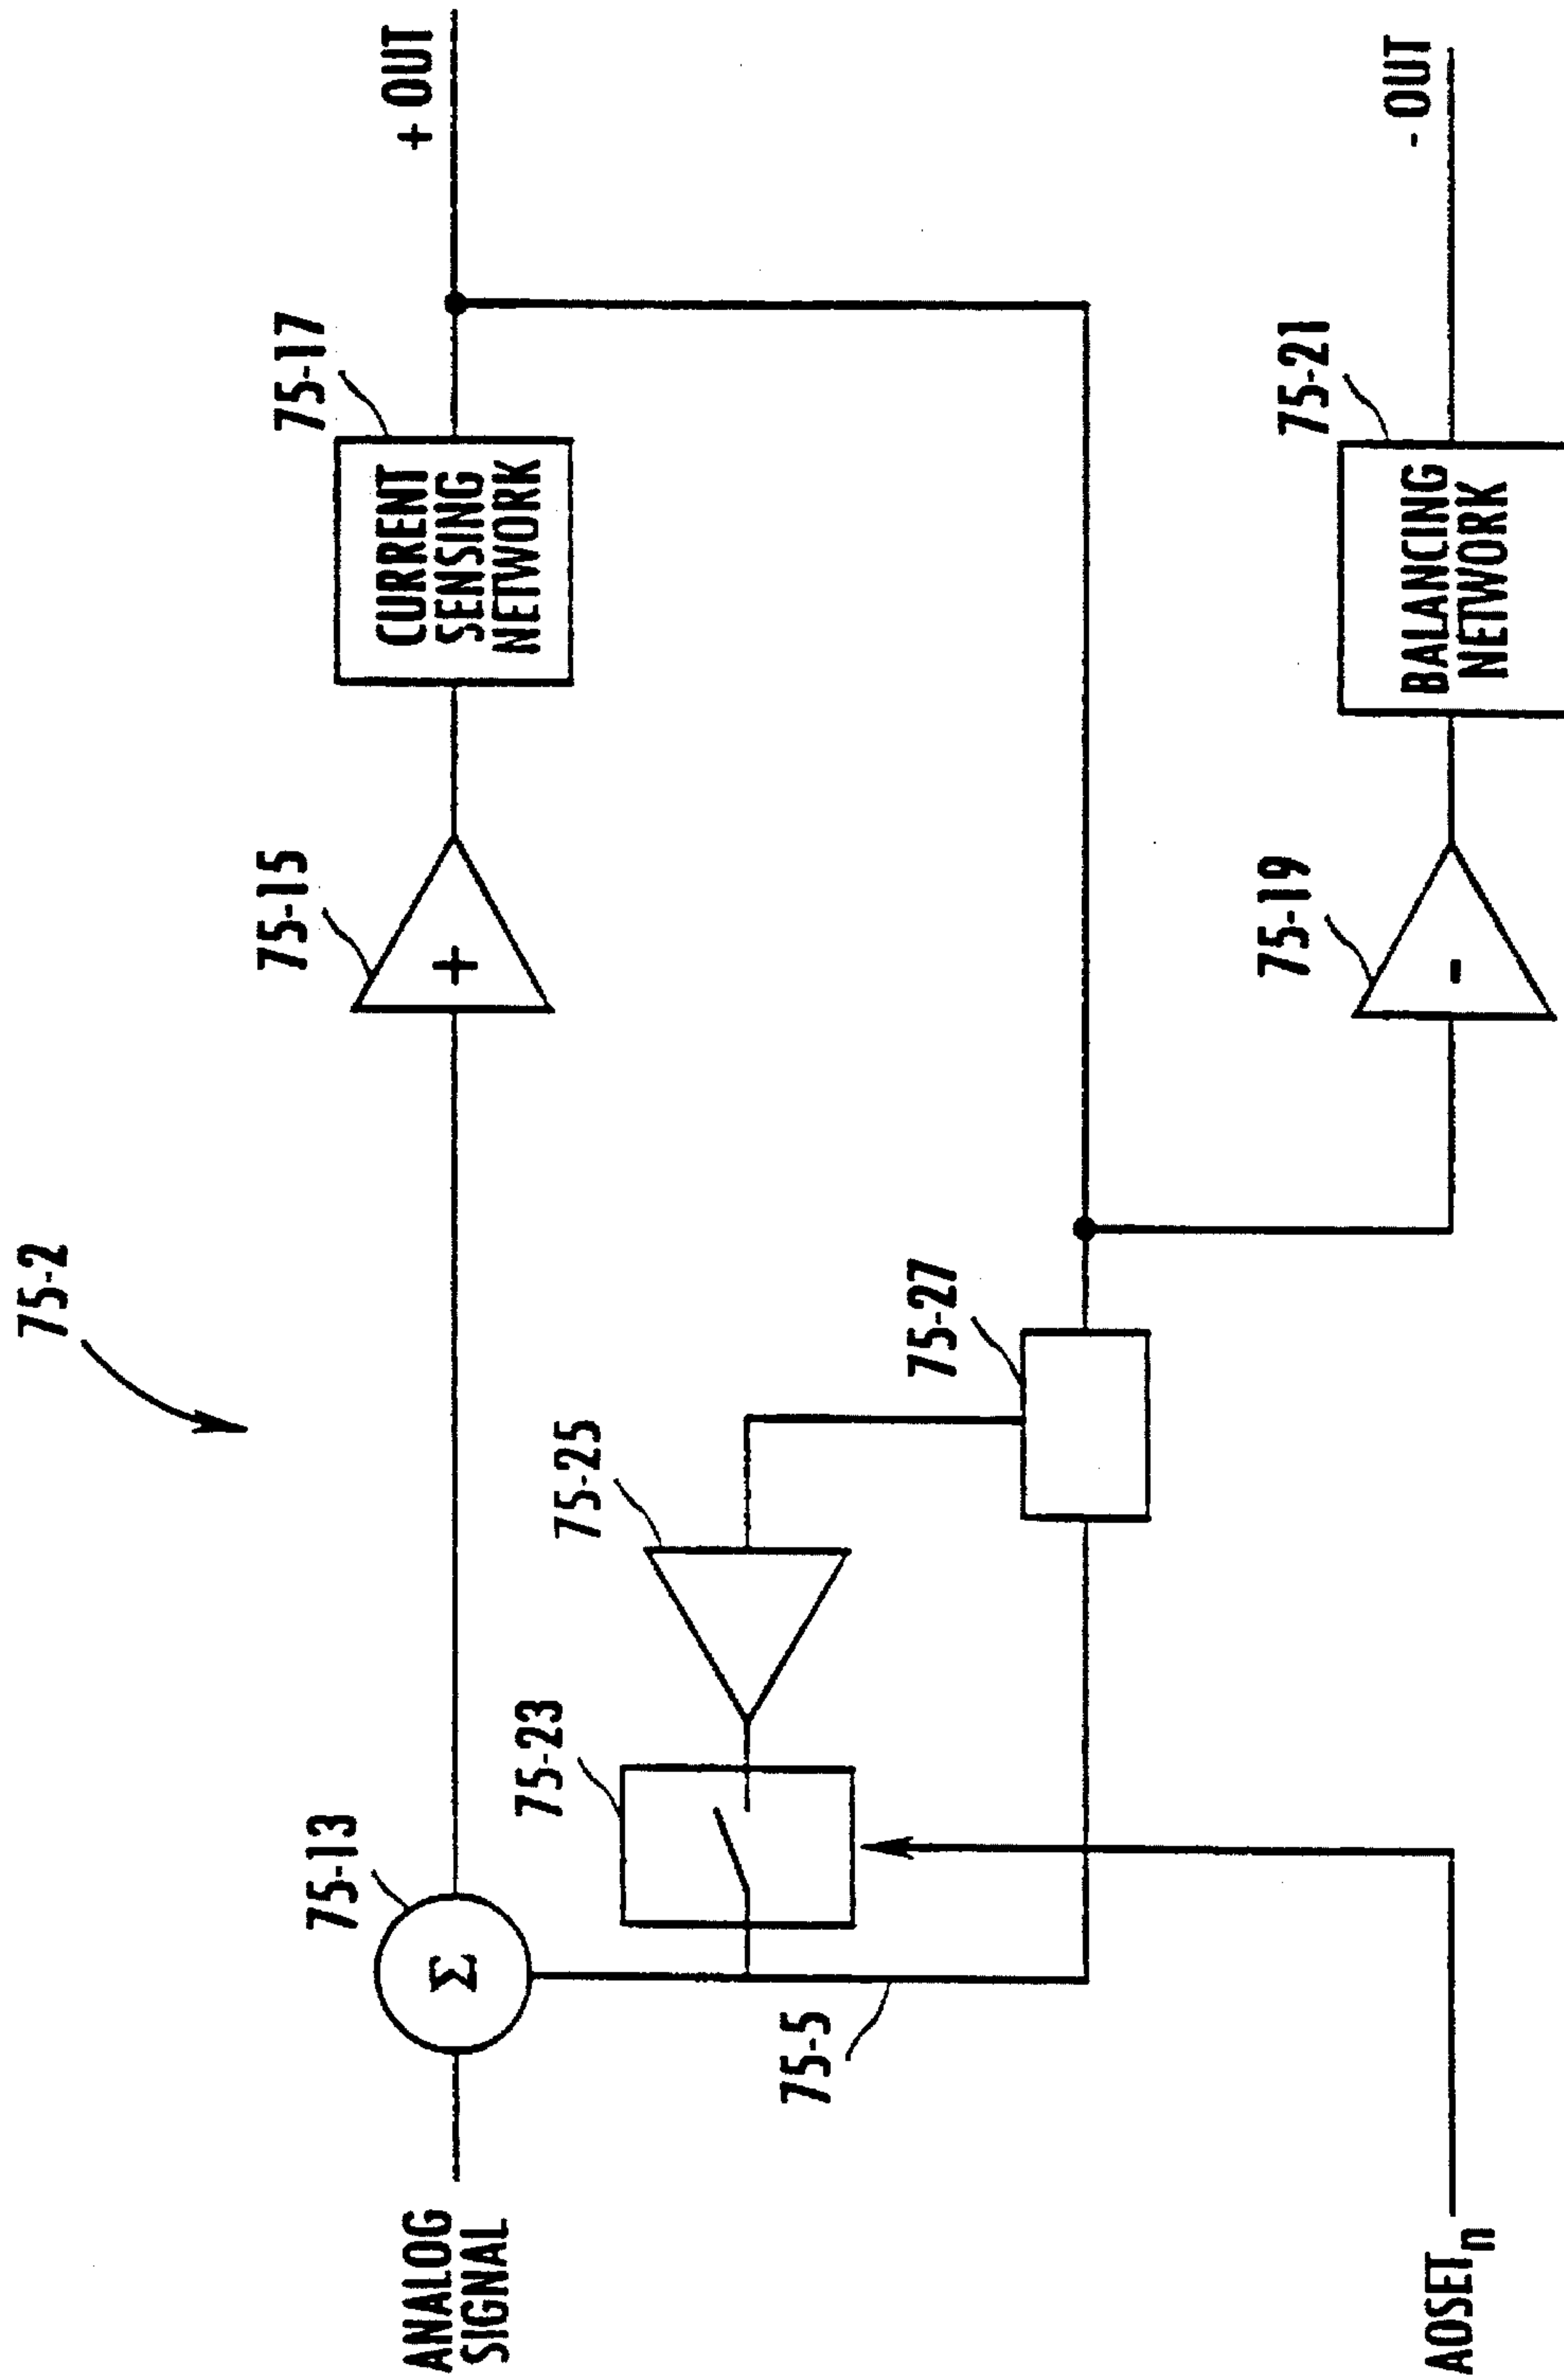 75-2
ANALOG
SIGNAL
75-13
Σ
75-15
+
75-17
CURRENT
SENSING
NETWORK
+ OUT
75-23
75-25
75-5
75-27
AOSETn
75-19
-
75-21
BALANCING
NETWORK
- OUT